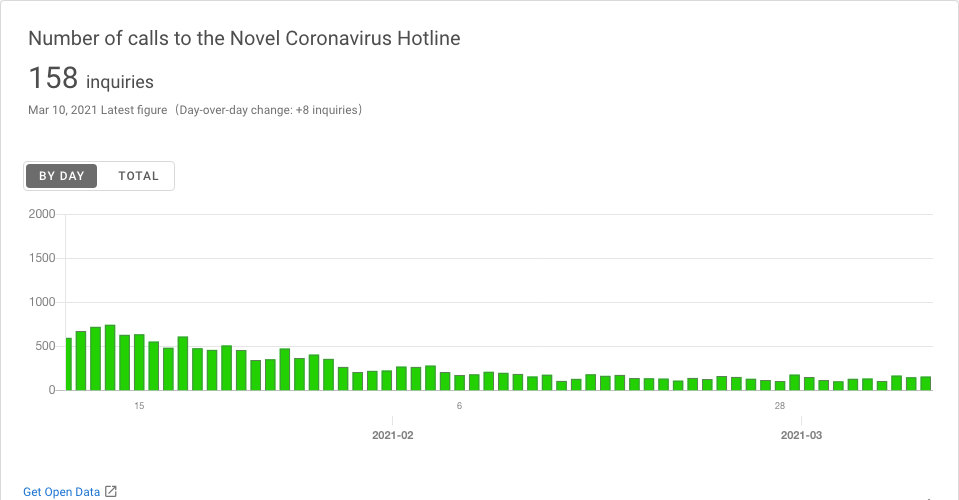 Number of calls to the Novel Coronavirus Hotline
158 inquiries
Mar 10, 2021 Latest figure（Day-over-day change: +8 inquiries）
BY DAY TOTAL
2000
1500
1000
500
0
15 6 28
2021-02 2021-03
Get Open Data